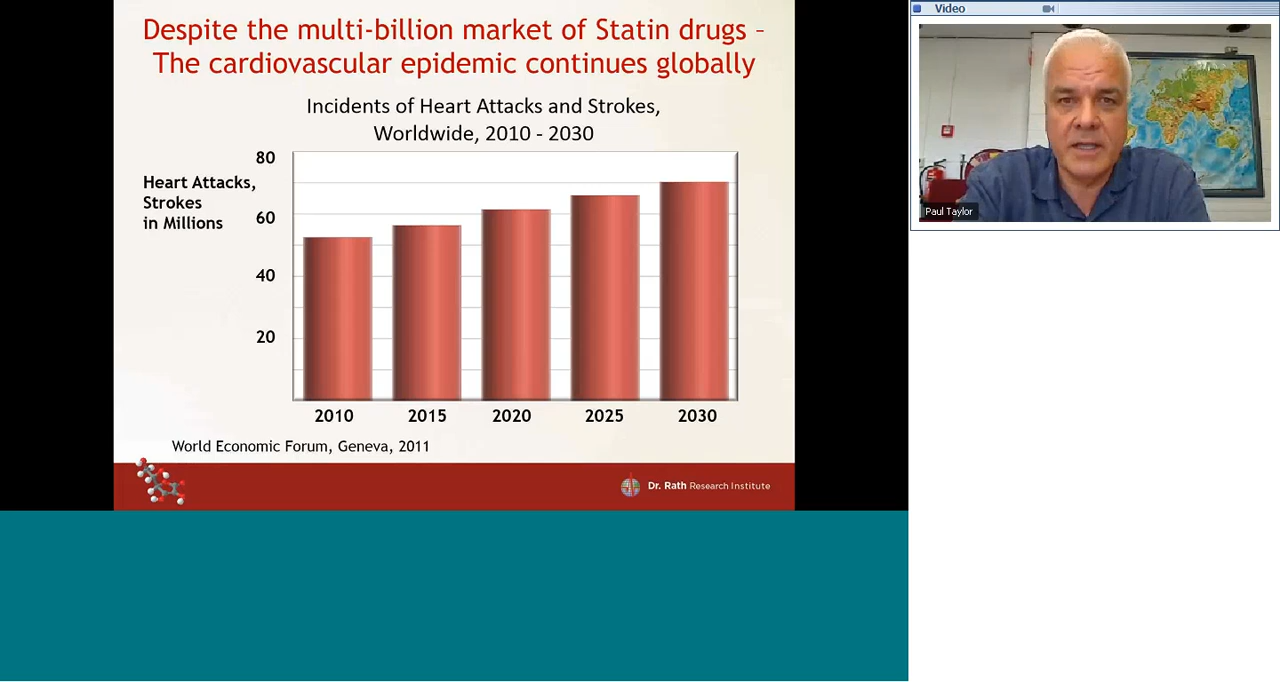 Despite the multi-billion market of Statin drugs –
The cardiovascular epidemic continues globally
Incidents of Heart Attacks and Strokes,
Worldwide, 2010 - 2030
Heart Attacks,
Strokes
in Millions
80
60
40
20
2010 2015 2020 2025 2030
World Economic Forum, Geneva, 2011
Dr. Rath Research Institute
Video
Paul Taylor